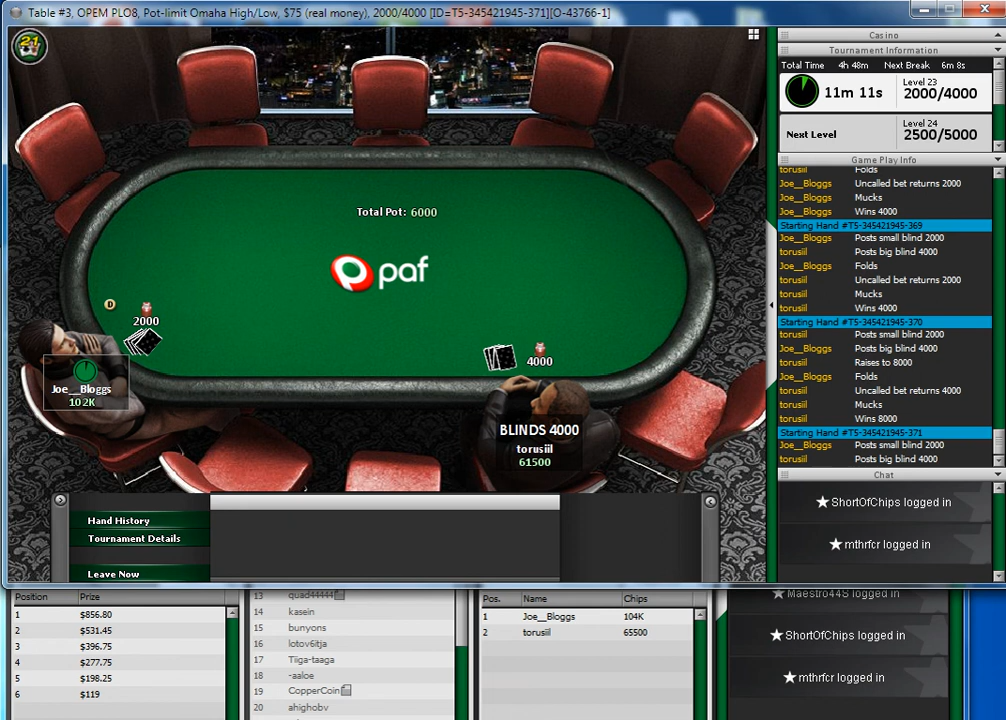 Table #3, OPEM PLO8, Pot-limit Omaha High/Low, $75 (real money), 2000/4000 [ID=T5-345421945-371][O-43766-1]
21
Total Pot: 6000
paf
D
2000
4000
Joe__Bloggs
102K
BLINDS 4000
torusiil
61500
Hand History
Tournament Details
Leave Now
Casino
Tournament Information
Total Time 4h 48m Next Break 6m 8s
11m 11s
Level 23
2000/4000
Next Level
Level 24
2500/5000
Game Play Info
torusiil Folds
Joe__Bloggs Uncalled bet returns 2000
Joe__Bloggs Mucks
Joe__Bloggs Wins 4000
Starting Hand #T5-345421945-369
Joe__Bloggs Posts small blind 2000
torusiil Posts big blind 4000
Joe__Bloggs Folds
torusiil Uncalled bet returns 2000
torusiil Mucks
torusiil Wins 4000
Starting Hand #T5-345421945-370
torusiil Posts small blind 2000
Joe__Bloggs Posts big blind 4000
torusiil Raises to 8000
Joe__Bloggs Folds
torusiil Uncalled bet returns 4000
torusiil Mucks
torusiil Wins 8000
Starting Hand #T5-345421945-371
Joe__Bloggs Posts small blind 2000
torusiil Posts big blind 4000
Chat
ShortOfChips logged in
mthrfcr logged in
Position Prize
1 $856.80
2 $531.45
3 $396.75
4 $277.75
5 $198.25
6 $119
13 quad44444
14 kasein
15 bunyons
16 lotov6itja
17 Tiiga-taaga
18 -aaloe
19 CopperCoin
20 ahighobv
Pos. Name Chips
1 Joe__Bloggs 104K
2 torusiil 65500
Maestro44S logged in
ShortOfChips logged in
mthrfcr logged in